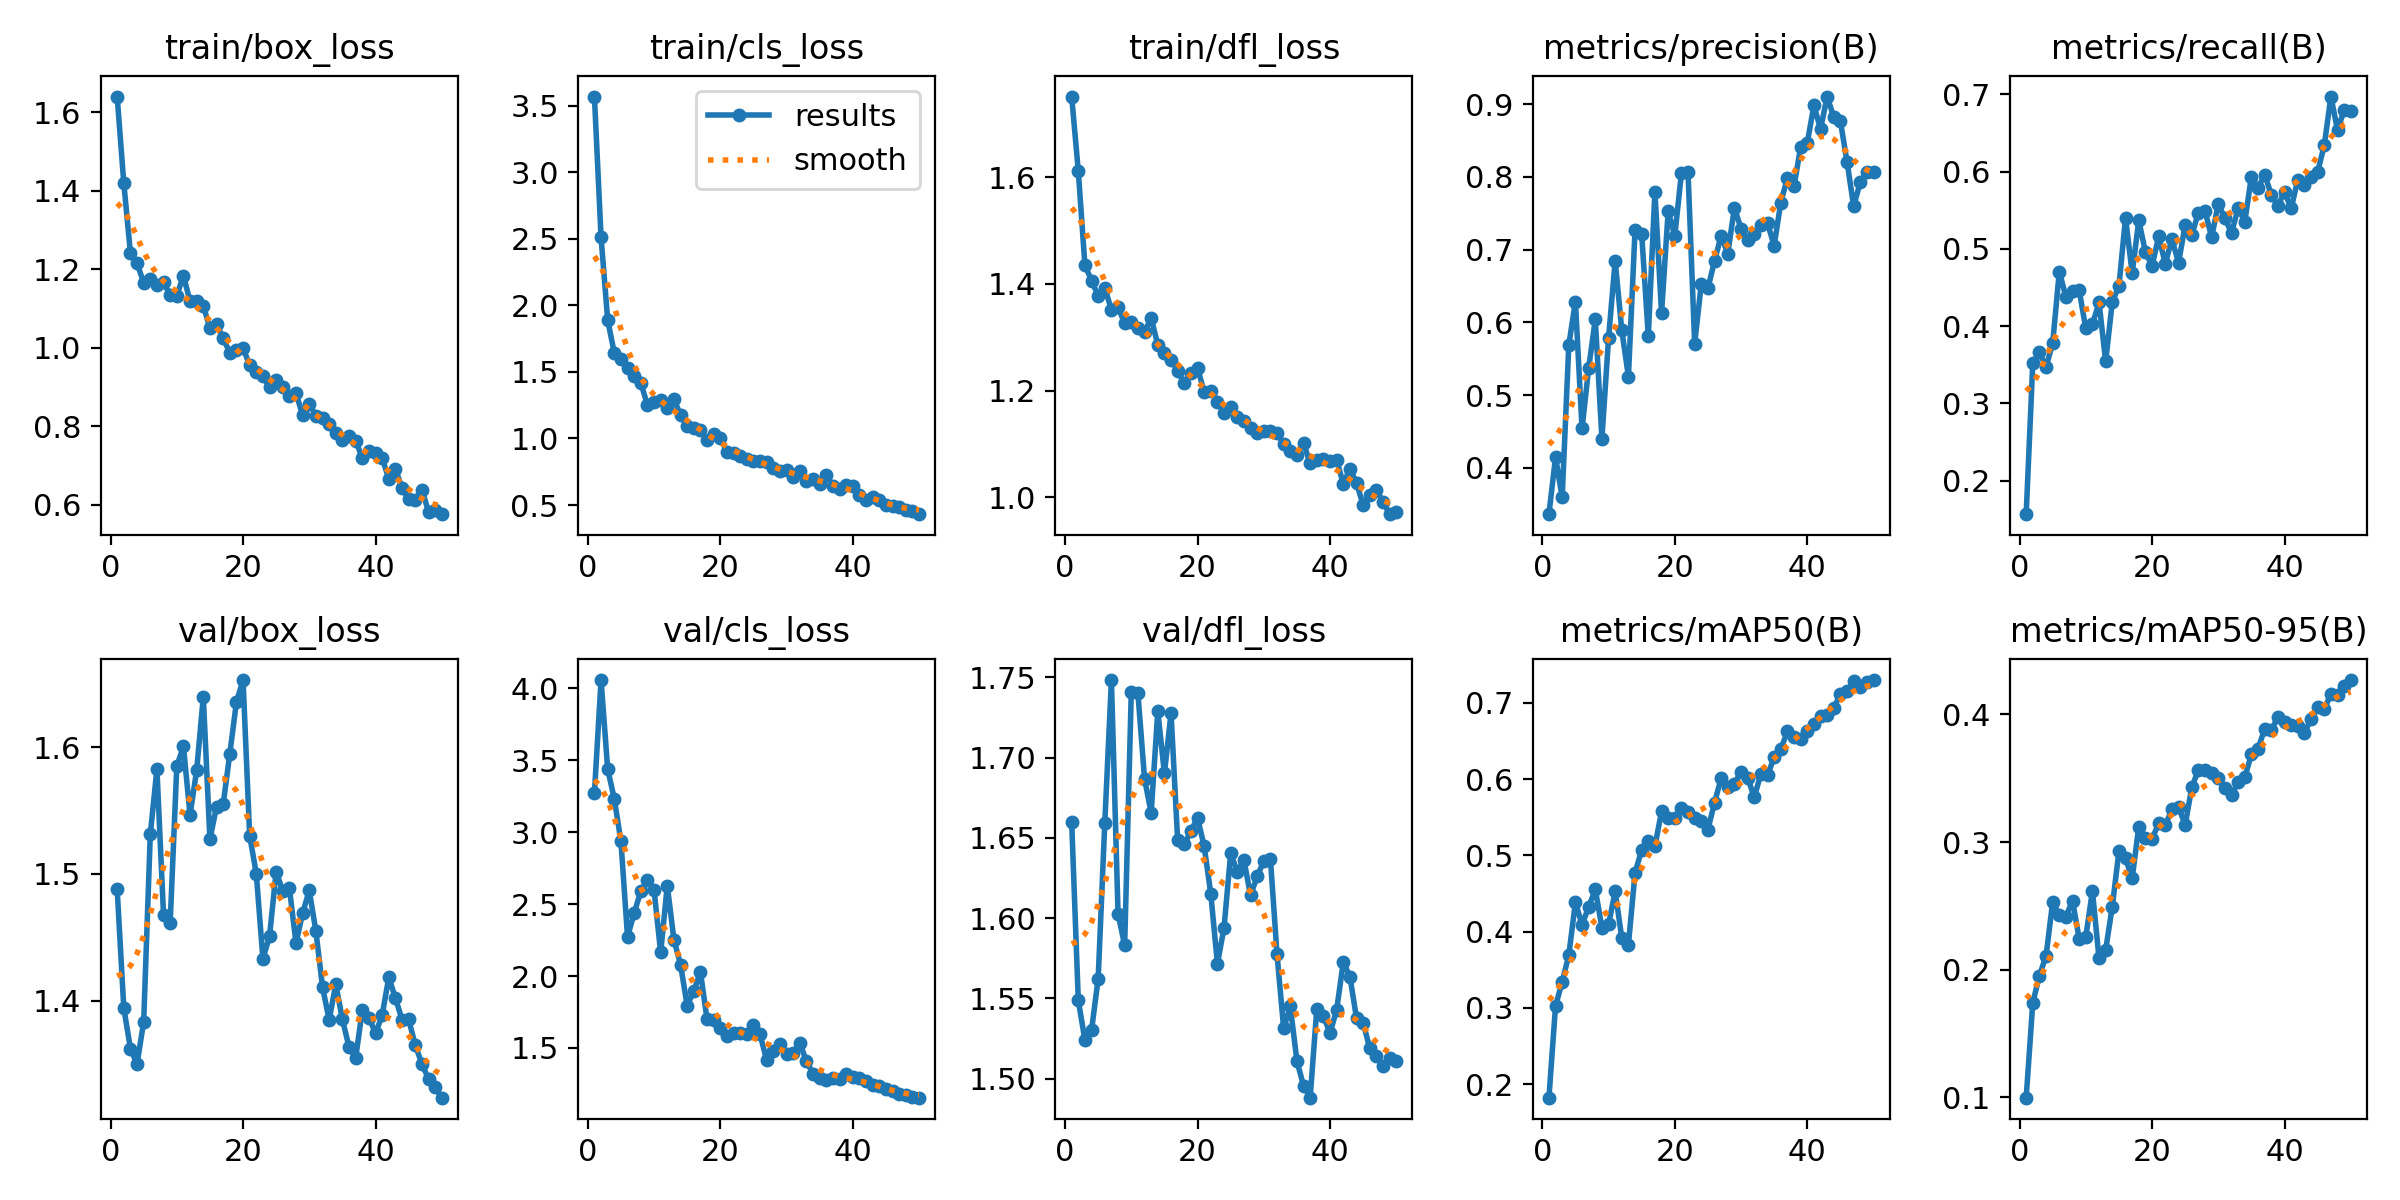 train/box_loss
1.6
1.4
1.2
1.0
0.8
0.6
0 20 40
train/cls_loss
results
smooth
3.5
3.0
2.5
2.0
1.5
1.0
0.5
0 20 40
train/dfl_loss
1.6
1.4
1.2
1.0
0 20 40
metrics/precision(B)
0.9
0.8
0.7
0.6
0.5
0.4
0 20 40
metrics/recall(B)
0.7
0.6
0.5
0.4
0.3
0.2
0 20 40
val/box_loss
1.6
1.5
1.4
0 20 40
val/cls_loss
4.0
3.5
3.0
2.5
2.0
1.5
0 20 40
val/dfl_loss
1.75
1.70
1.65
1.60
1.55
1.50
0 20 40
metrics/mAP50(B)
0.7
0.6
0.5
0.4
0.3
0.2
0 20 40
metrics/mAP50-95(B)
0.4
0.3
0.2
0.1
0 20 40